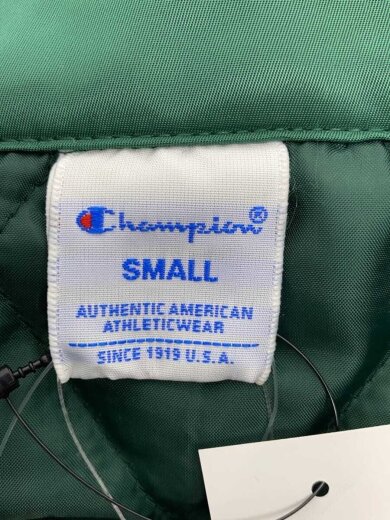 Champion®
SMALL
AUTHENTIC AMERICAN
ATHLETICWEAR
SINCE 1919 U.S.A.